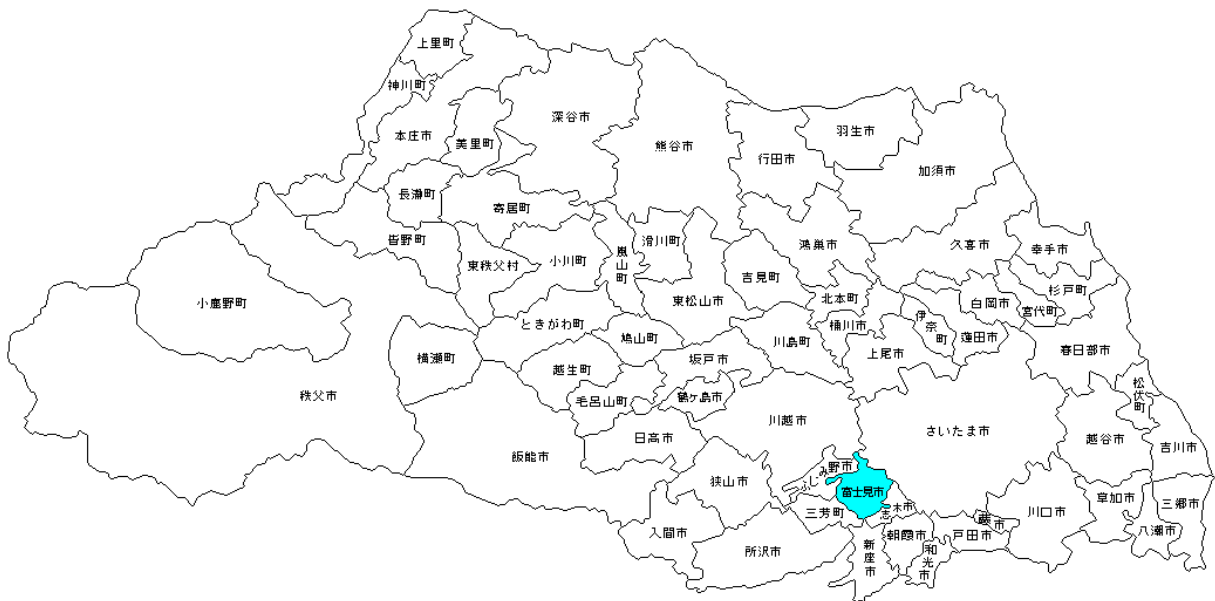 上里町
神川町
本庄市
美里町
深谷市
熊谷市
行田市
羽生市
加須市
長瀞町
寄居町
皆野町
東秩父村
小川町
嵐山町
滑川町
吉見町
鴻巣市
久喜市
幸手市
小鹿野町
東松山市
北本町
白岡市
杉戸町
宮代町
ときがわ町
鳩山町
川島町
桶川市
伊奈町
蓮田市
横瀬町
越生町
坂戸市
上尾市
春日部市
秩父市
毛呂山町
鶴ヶ島市
松伏町
川越市
さいたま市
越谷市
吉川市
日高市
飯能市
狭山市
ふじみ野市
富士見市
三芳町
志木市
川口市
草加市
三郷市
入間市
所沢市
新座市
朝霞市
和光市
戸田市
蕨市
八潮市